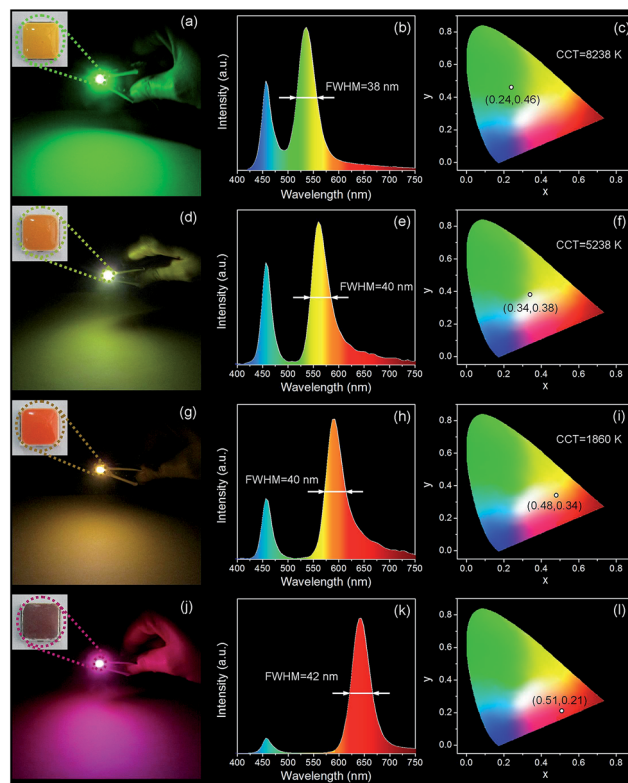 (a)
(b)
Intensity (a.u.)
FWHM=38 nm
400 450 500 550 600 650 700 750
Wavelength (nm)
(c)
CCT=8238 K
(0.24,0.46)
y
0.8
0.6
0.4
0.2
0.0
0.0 0.2 0.4 0.6 0.8
X
(d)
(e)
Intensity (a.u.)
FWHM=40 nm
400 450 500 550 600 650 700 750
Wavelength (nm)
(f)
CCT=5238 K
(0.34,0.38)
y
0.8
0.6
0.4
0.2
0.0
0.0 0.2 0.4 0.6 0.8
X
(g)
(h)
Intensity (a.u.)
FWHM=40 nm
400 450 500 550 600 650 700 750
Wavelength (nm)
(i)
CCT=1860 K
(0.48,0.34)
y
0.8
0.6
0.4
0.2
0.0
0.0 0.2 0.4 0.6 0.8
X
(j)
(k)
Intensity (a.u.)
FWHM=42 nm
400 450 500 550 600 650 700 750
Wavelength (nm)
(l)
(0.51,0.21)
y
0.8
0.6
0.4
0.2
0.0
0.0 0.2 0.4 0.6 0.8
X